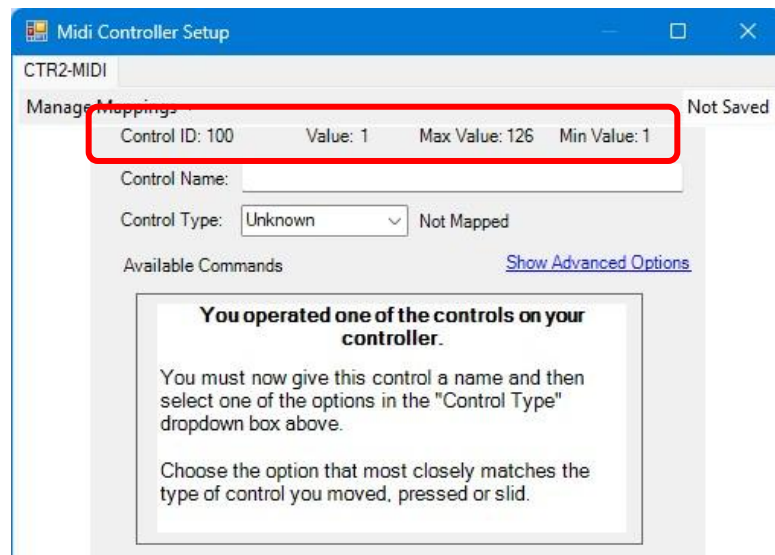 Midi Controller Setup
CTR2-MIDI
Manage Mappings
Not Saved
Control ID: 100 Value: 1 Max Value: 126 Min Value: 1
Control Name:
Control Type: Unknown Not Mapped
Available Commands Show Advanced Options
You operated one of the controls on your
controller.
You must now give this control a name and then
select one of the options in the "Control Type"
dropdown box above.
Choose the option that most closely matches the
type of control you moved, pressed or slid.